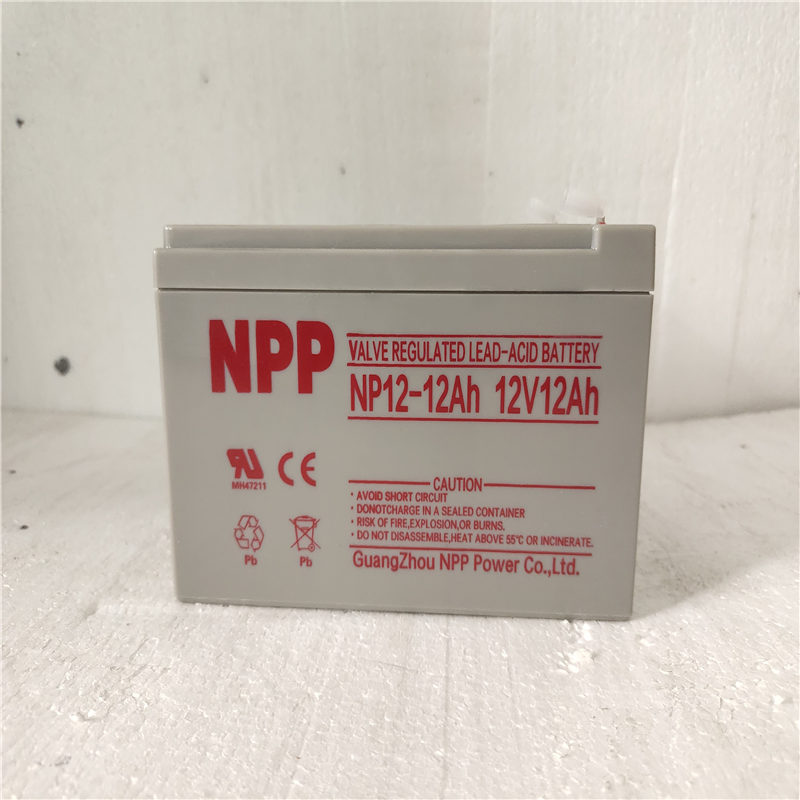 NPP
VALVE REGULATED LEAD-ACID BATTERY
NP12-12Ah 12V12Ah
RU
MH47211
CE
CAUTION
• AVOID SHORT CIRCUIT
• DONOTCHARGE IN A SEALED CONTAINER
• RISK OF FIRE,EXPLOSION,OR BURNS.
• DO NOT DISASSEMBLE,HEAT ABOVE 55℃ OR INCINERATE.
Pb
Pb
GuangZhou NPP Power Co.,Ltd.